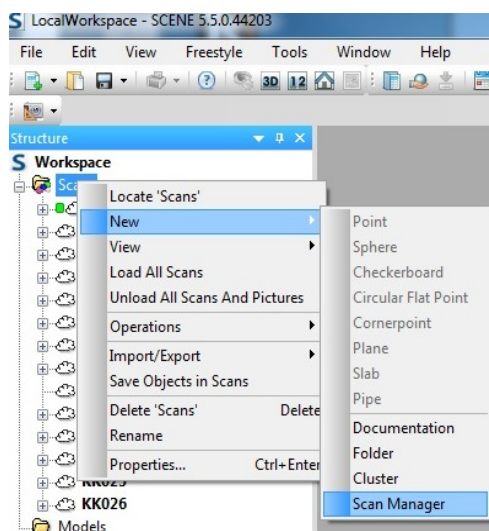 LocalWorkspace - SCENE 5.5.0.44203
File Edit View Freestyle Tools Window Help
3D 12
Structure
Workspace
Locate 'Scans'
New
View
Load All Scans
Unload All Scans And Pictures
Operations
Import/Export
Save Objects in Scans
Delete 'Scans' Delete
Rename
Properties... Ctrl+Enter
Point
Sphere
Checkerboard
Circular Flat Point
Cornerpoint
Plane
Slab
Pipe
Documentation
Folder
Cluster
Scan Manager
KK025
KK026
Models